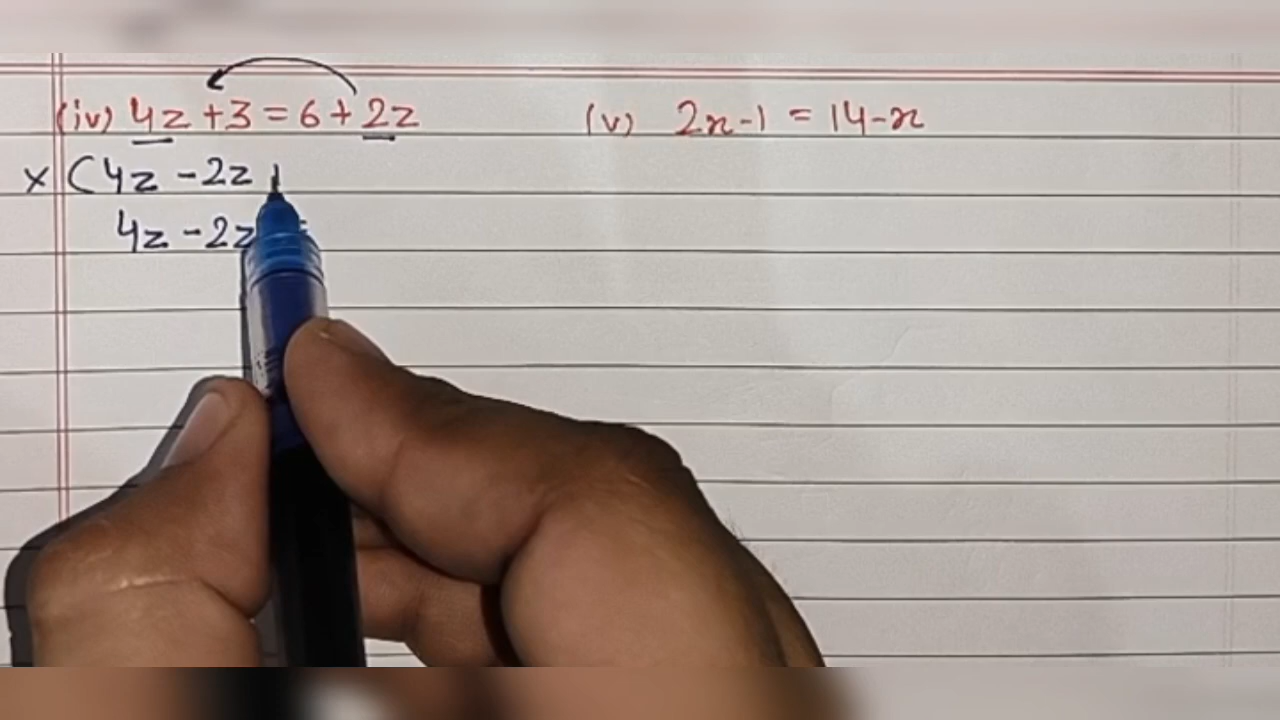 (iv) 4z + 3 = 6 + 2z
(v) 2x - 1 = 14 - x
× ( 4z - 2z
4z - 2z =